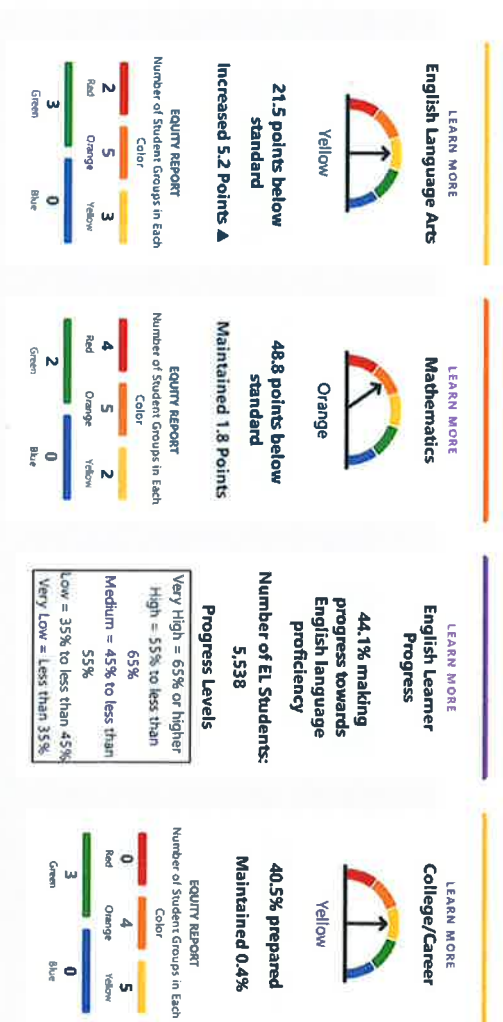 LEARN MORE
English Language Arts
Yellow
21.5 points below
standard
Increased 5.2 Points ▲
EQUITY REPORT
Number of Student Groups in Each
Color
2 5 3
Red Orange Yellow
3 0
Green Blue
LEARN MORE
Mathematics
Orange
48.8 points below
standard
Maintained 1.8 Points
EQUITY REPORT
Number of Student Groups in Each
Color
4 5 2
Red Orange Yellow
2 0
Green Blue
LEARN MORE
English Learner
Progress
44.1% making
progress towards
English language
proficiency
Number of EL Students:
5,538
Progress Levels
Very High = 65% or higher
High = 55% to less than
65%
Medium = 45% to less than
55%
Low = 35% to less than 45%
Very Low = Less than 35%
LEARN MORE
College/Career
Yellow
40.5% prepared
Maintained 0.4%
EQUITY REPORT
Number of Student Groups in Each
Color
0 4 5
Red Orange Yellow
3 0
Green Blue